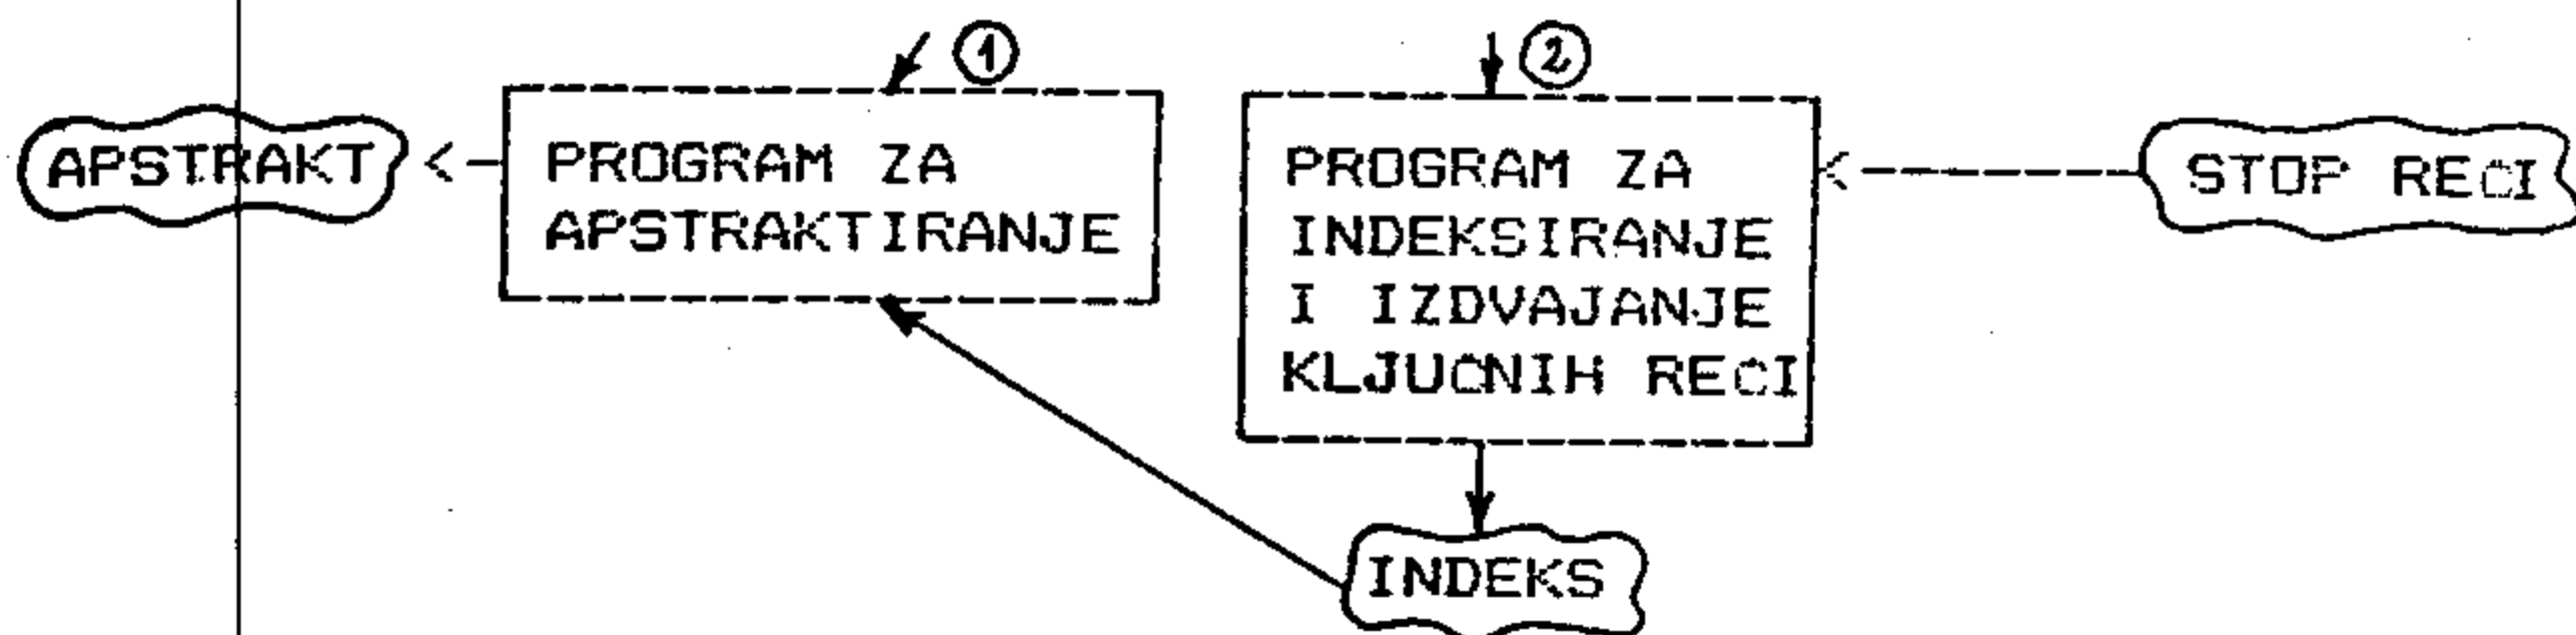 1
2
APSTRAKT
<-
PROGRAM ZA
APSTRAKTIRANJE
PROGRAM ZA
INDEKSIRANJE
I IZDVAJANJE
KLJUCNIH RECI
<------
STOP RECI
INDEKS